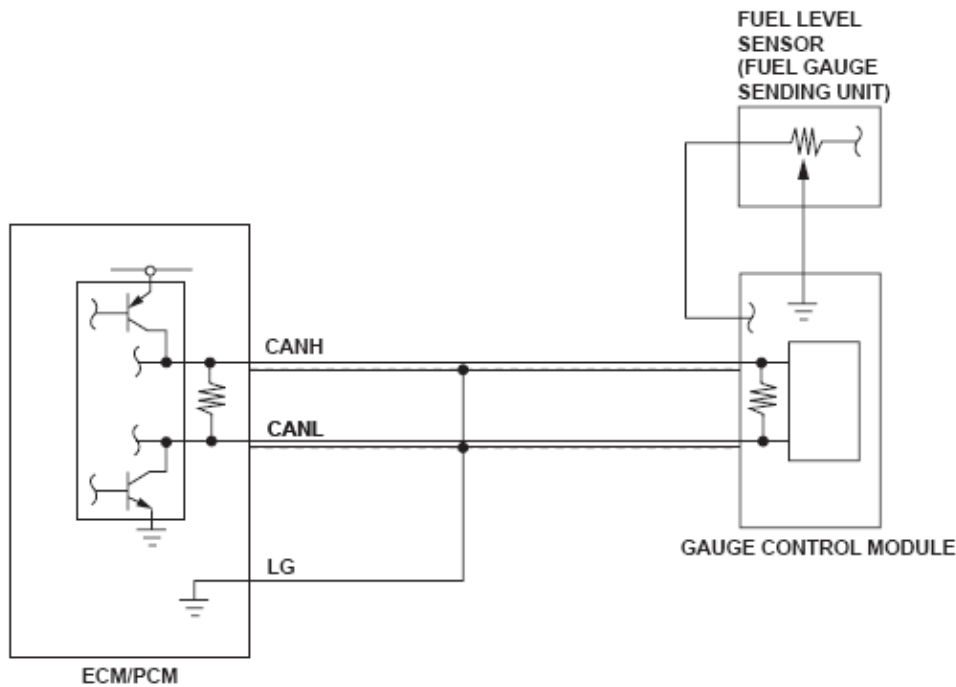 FUEL LEVEL
SENSOR
(FUEL GAUGE
SENDING UNIT)
CANH
CANL
LG
GAUGE CONTROL MODULE
ECM/PCM